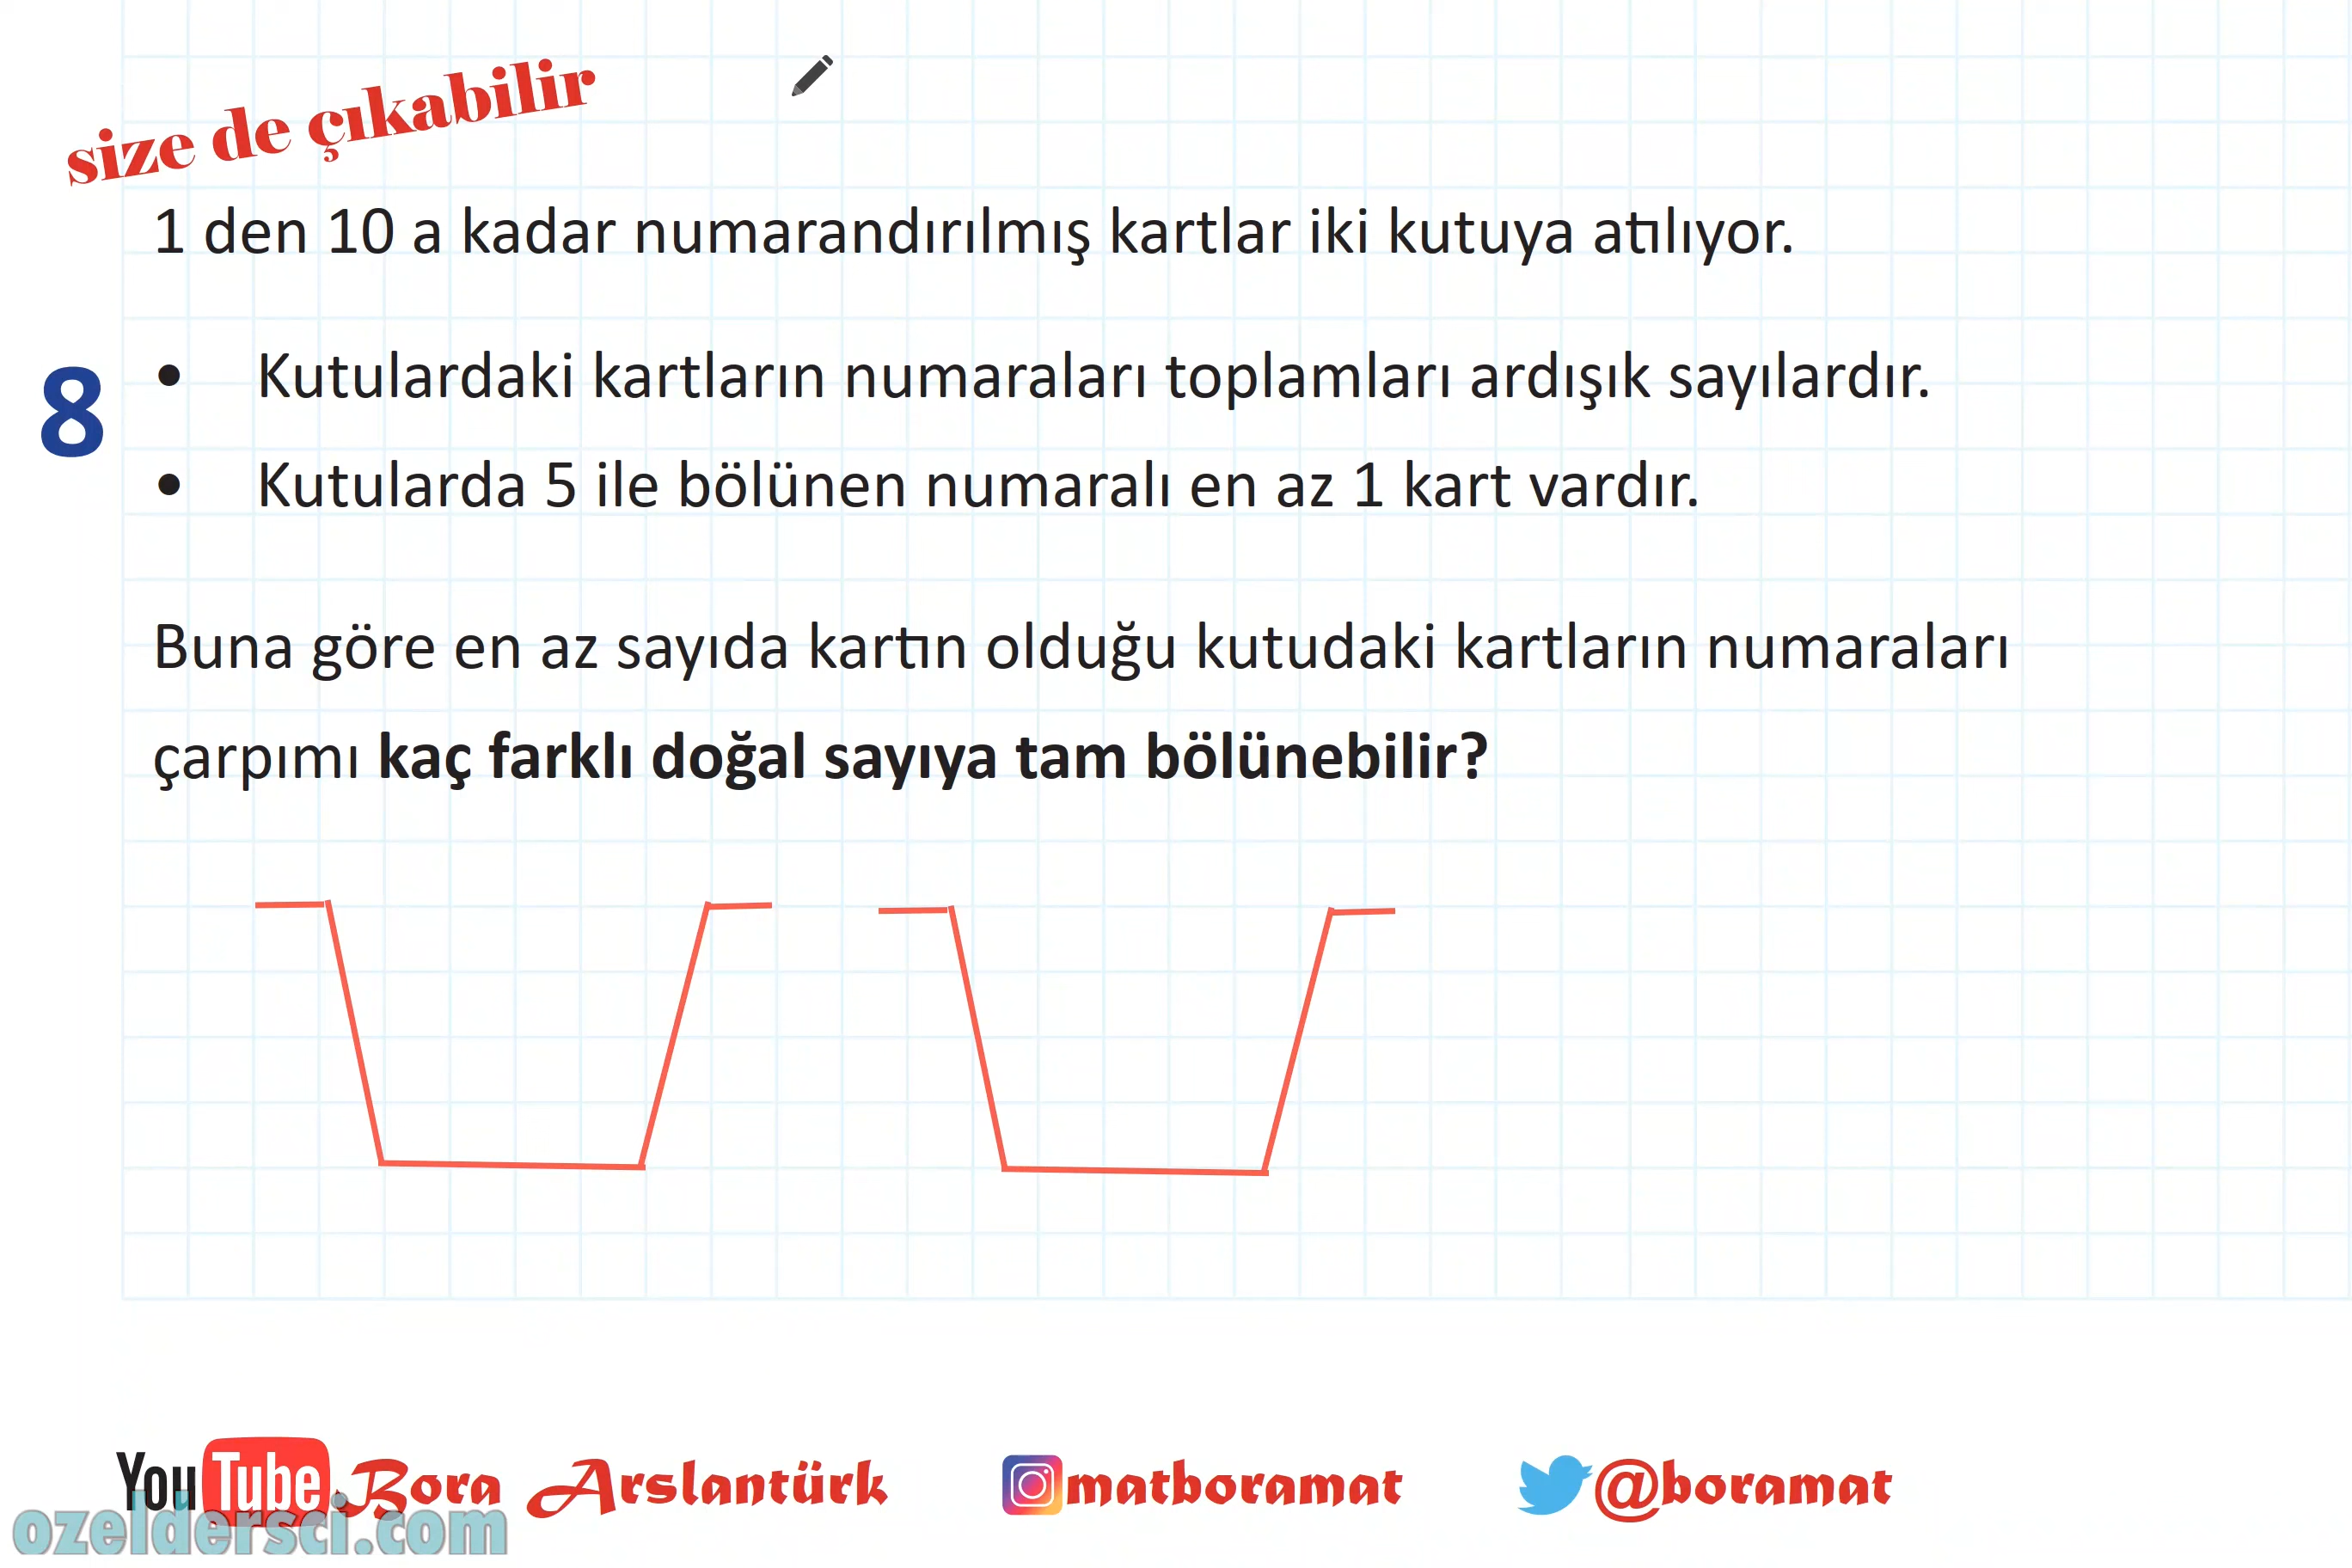 size de çıkabilir
1 den 10 a kadar numarandırılmış kartlar iki kutuya atılıyor.
8
• Kutulardaki kartların numaraları toplamları ardışık sayılardır.
• Kutularda 5 ile bölünen numaralı en az 1 kart vardır.
Buna göre en az sayıda kartın olduğu kutudaki kartların numaraları
çarpımı kaç farklı doğal sayıya tam bölünebilir?
YouTube Bora Arslantürk matboramat @boramat
ozeldersci.com